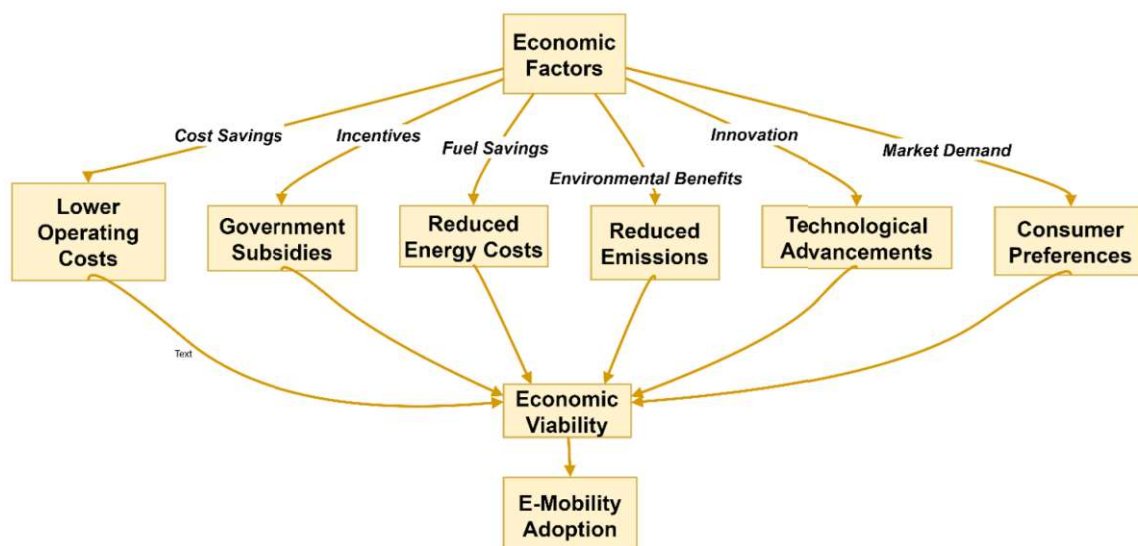 Economic
Factors
Cost Savings
Incentives
Fuel Savings
Environmental Benefits
Innovation
Market Demand
Lower
Operating
Costs
Government
Subsidies
Reduced
Energy Costs
Reduced
Emissions
Technological
Advancements
Consumer
Preferences
Text
Economic
Viability
E-Mobility
Adoption